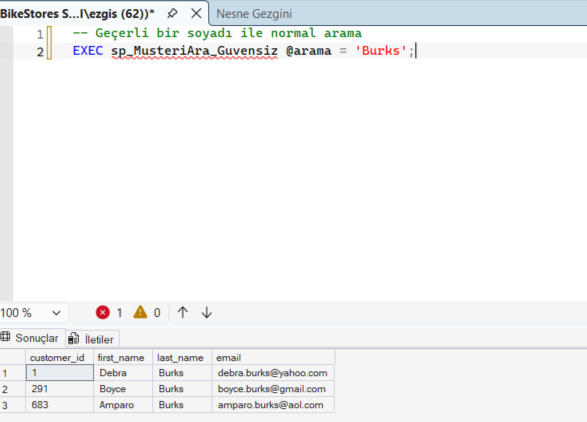 BikeStores S...l\ezgis (62))* Nesne Gezgini
1 -- Geçerli bir soyadı ile normal arama
2 EXEC sp_MusteriAra_Guvensiz @arama = 'Burks';
100 % 1 0
Sonuçlar İletiler
customer_id first_name last_name email
1 1 Debra Burks debra.burks@yahoo.com
2 291 Boyce Burks boyce.burks@gmail.com
3 683 Amparo Burks amparo.burks@aol.com